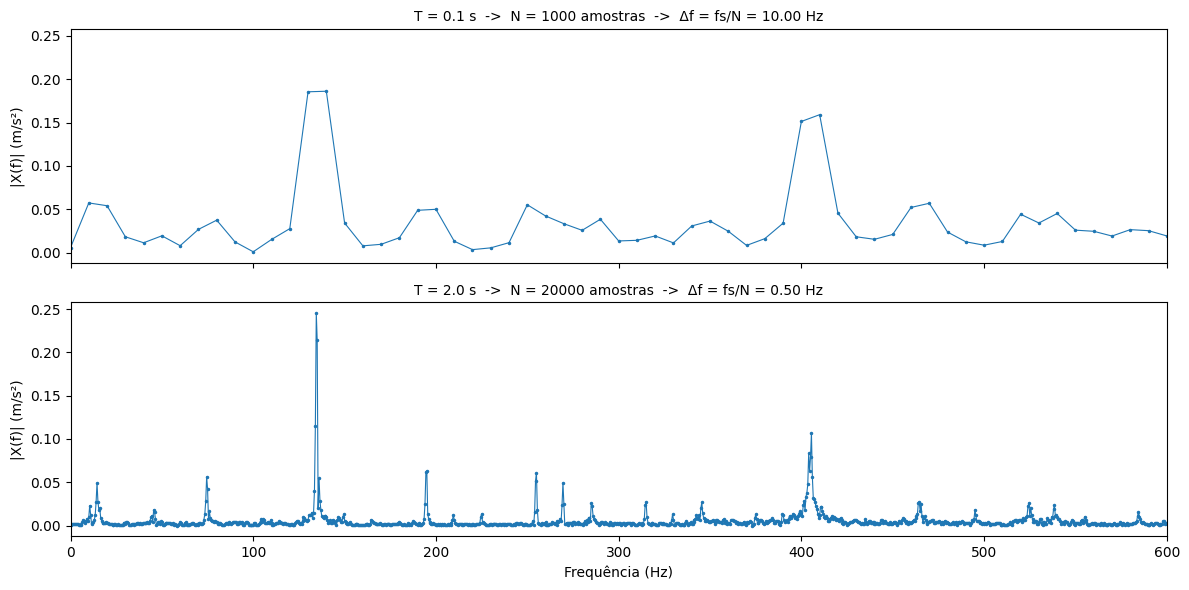 T = 0.1 s -> N = 1000 amostras -> Δf = fs/N = 10.00 Hz
|X(f)| (m/s²)
0.25
0.20
0.15
0.10
0.05
0.00
T = 2.0 s -> N = 20000 amostras -> Δf = fs/N = 0.50 Hz
|X(f)| (m/s²)
0.25
0.20
0.15
0.10
0.05
0.00
0 100 200 300 400 500 600
Frequência (Hz)